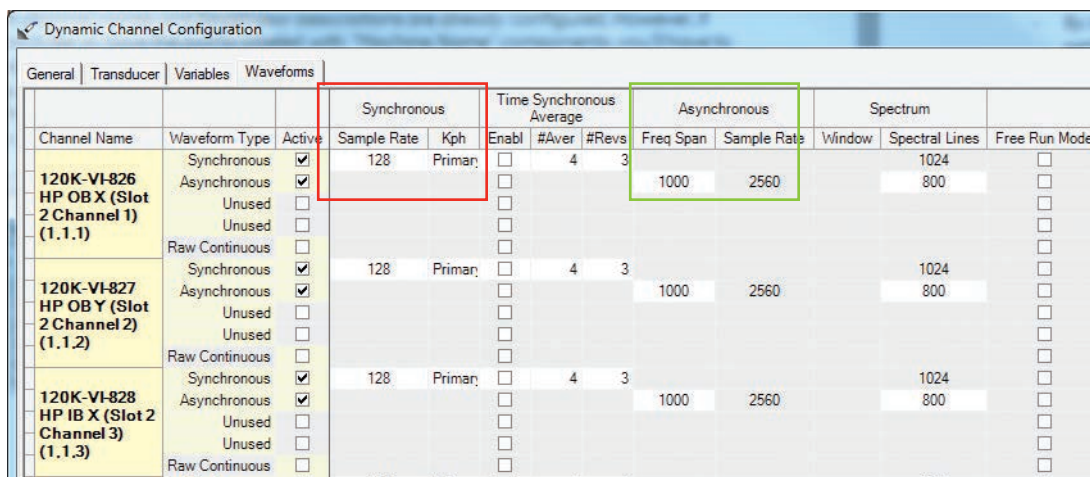 Dynamic Channel Configuration
General Transducer Variables Waveforms
Synchronous Time Synchronous Average Asynchronous Spectrum
Channel Name Waveform Type Active Sample Rate Kph Enabl #Aver #Revs Freq Span Sample Rate Window Spectral Lines Free Run Mode
120K-VI-826
HP OB X (Slot
2 Channel 1)
(1.1.1)
Synchronous 128 Primary 4 3 1024
Asynchronous 1000 2560 800
Unused
Unused
Raw Continuous
120K-VI-827
HP OB Y (Slot
2 Channel 2)
(1.1.2)
Synchronous 128 Primary 4 3 1024
Asynchronous 1000 2560 800
Unused
Unused
Raw Continuous
120K-VI-828
HP IB X (Slot 2
Channel 3)
(1.1.3)
Synchronous 128 Primary 4 3 1024
Asynchronous 1000 2560 800
Unused
Unused
Raw Continuous